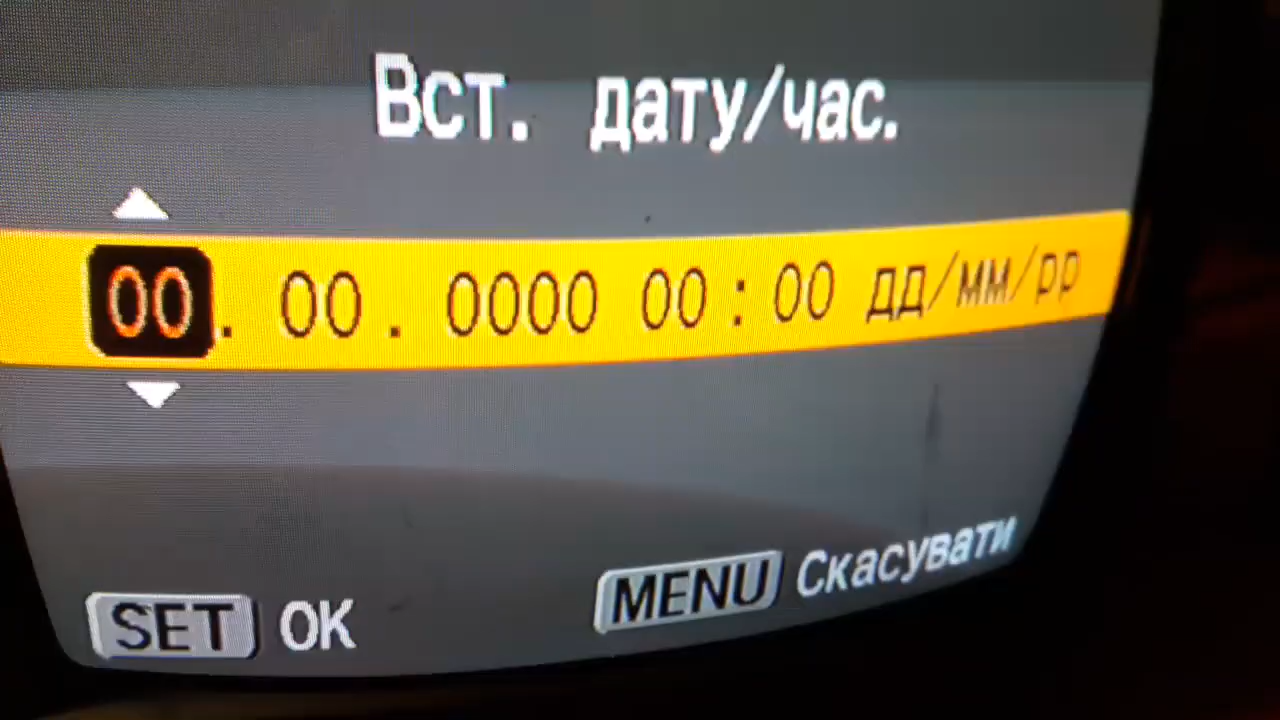 Вст. дату/час.
00. 00. 0000 00:00 дд/мм/рр
SET OK MENU Скасувати